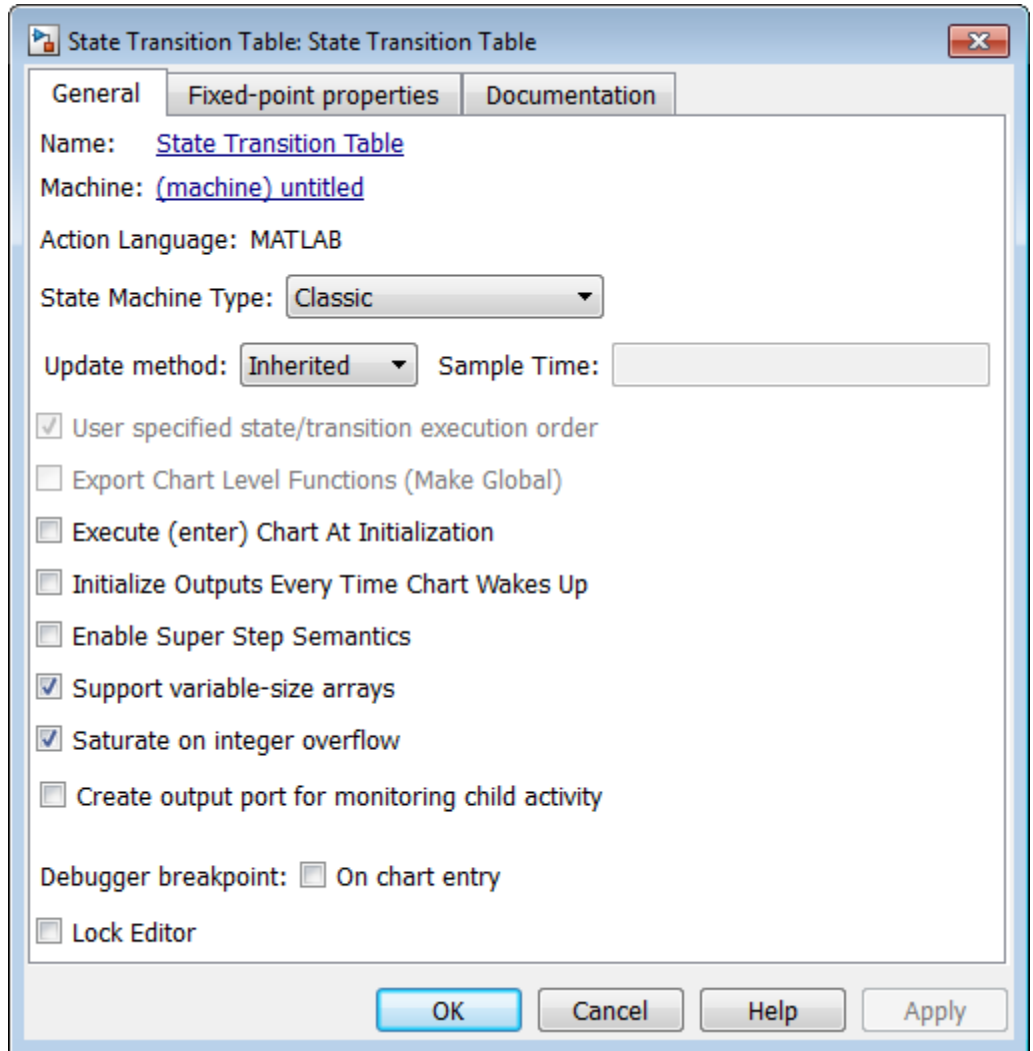 State Transition Table: State Transition Table
General Fixed-point properties Documentation
Name: State Transition Table
Machine: (machine) untitled
Action Language: MATLAB
State Machine Type: Classic
Update method: Inherited Sample Time:
User specified state/transition execution order
Export Chart Level Functions (Make Global)
Execute (enter) Chart At Initialization
Initialize Outputs Every Time Chart Wakes Up
Enable Super Step Semantics
Support variable-size arrays
Saturate on integer overflow
Create output port for monitoring child activity
Debugger breakpoint: On chart entry
Lock Editor
OK Cancel Help Apply